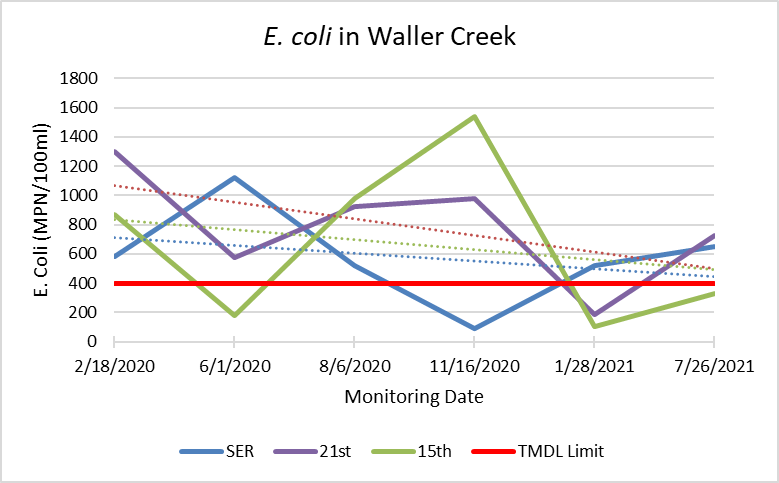 E. coli in Waller Creek
E. Coli (MPN/100ml)
1800
1600
1400
1200
1000
800
600
400
200
0
2/18/2020 6/1/2020 8/6/2020 11/16/2020 1/28/2021 7/26/2021
Monitoring Date
SER 21st 15th TMDL Limit